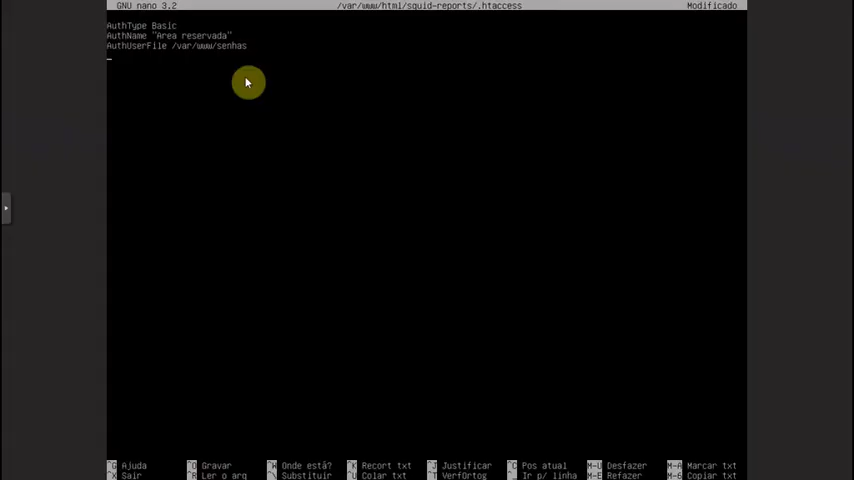 GNU nano 3.2 /var/www/html/squid-reports/.htaccess Modificado
AuthType Basic
AuthName "Area reservada"
AuthUserFile /var/www/senhas
^G Ajuda ^O Gravar ^W Onde está? ^K Recort txt ^J Justificar ^C Pos atual M-U Desfazer M-A Marcar txt
^X Sair ^R Ler o arq ^\ Substituir ^U Colar txt ^T VerfOrtog ^_ Ir p/ linha M-E Refazer M-6 Copiar txt